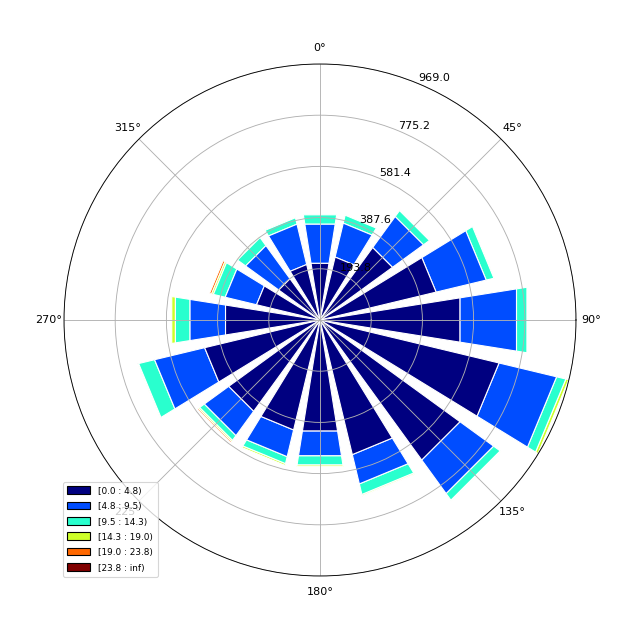 0°
969.0
775.2
315°
45°
581.4
387.6
270°
90°
[0.0 : 4.8)
[4.8 : 9.5)
[9.5 : 14.3)
[14.3 : 19.0)
[19.0 : 23.8)
[23.8 : inf)
225°
135°
180°